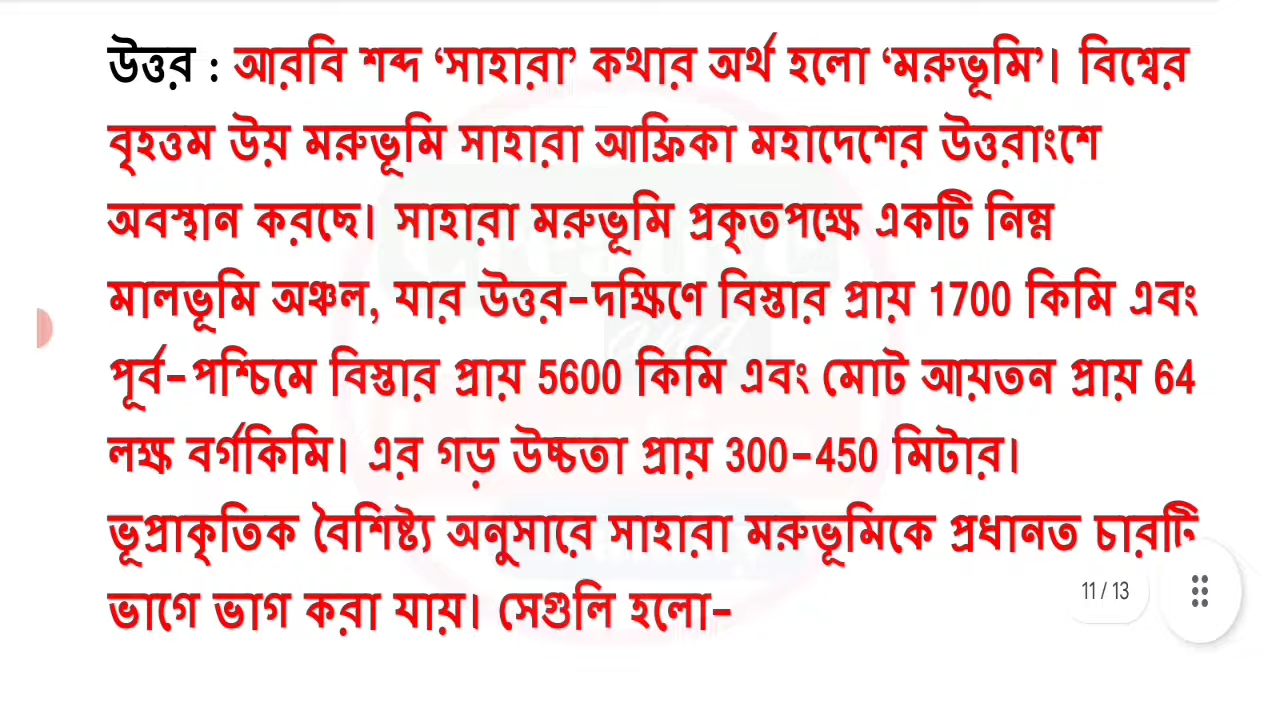 উত্তর : আরবি শব্দ ‘সাহারা’ কথার অর্থ হলো ‘মরুভূমি’। বিশ্বের
বৃহত্তম উয় মরুভূমি সাহারা আফ্রিকা মহাদেশের উত্তরাংশে
অবস্থান করছে। সাহারা মরুভূমি প্রকৃতপক্ষে একটি নিম্ন
মালভূমি অঞ্চল, যার উত্তর-দক্ষিণে বিস্তার প্রায় 1700 কিমি এবং
পূর্ব-পশ্চিমে বিস্তার প্রায় 5600 কিমি এবং মোট আয়তন প্রায় 64
লক্ষ বর্গকিমি। এর গড় উচ্চতা প্রায় 300-450 মিটার।
ভূপ্রাকৃতিক বৈশিষ্ট্য অনুসারে সাহারা মরুভূমিকে প্রধানত চারটি
ভাগে ভাগ করা যায়। সেগুলি হলো-
11 / 13